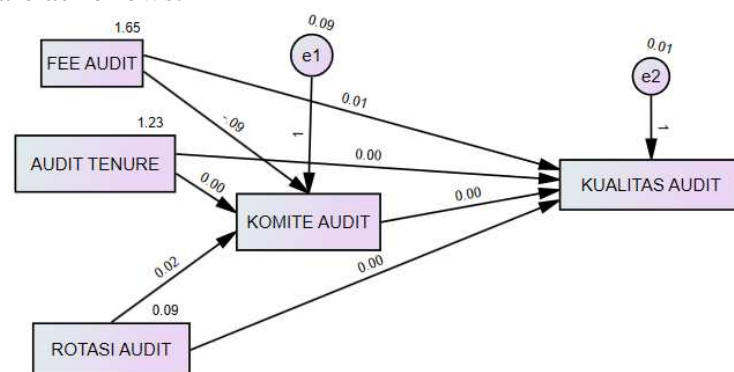 1.65
0.09
0.01
FEE AUDIT
e1
e2
0.01
1.23
-.09
1
1
AUDIT TENURE
0.00
KUALITAS AUDIT
0.00
0.00
KOMITE AUDIT
0.02
0.00
0.09
ROTASI AUDIT